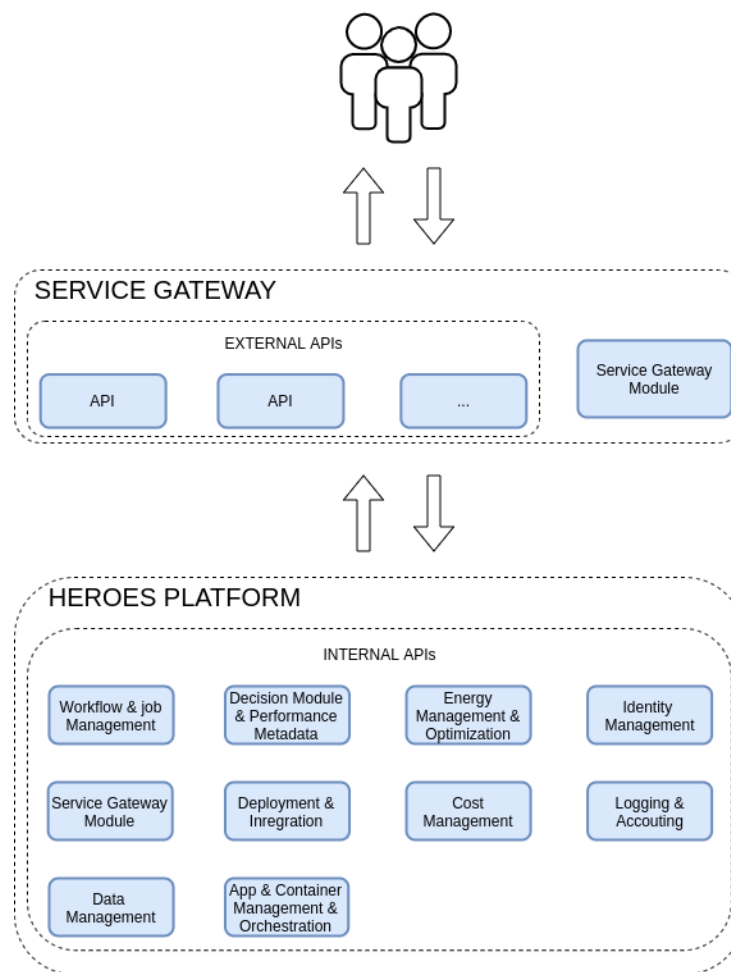 SERVICE GATEWAY
EXTERNAL APIs
API
API
...
Service Gateway
Module
HEROES PLATFORM
INTERNAL APIs
Workflow & job
Management
Decision Module
& Performance
Metadata
Energy
Management &
Optimization
Identity
Management
Service Gateway
Module
Deployment &
Inregration
Cost
Management
Logging &
Accouting
Data
Management
App & Container
Management &
Orchestration